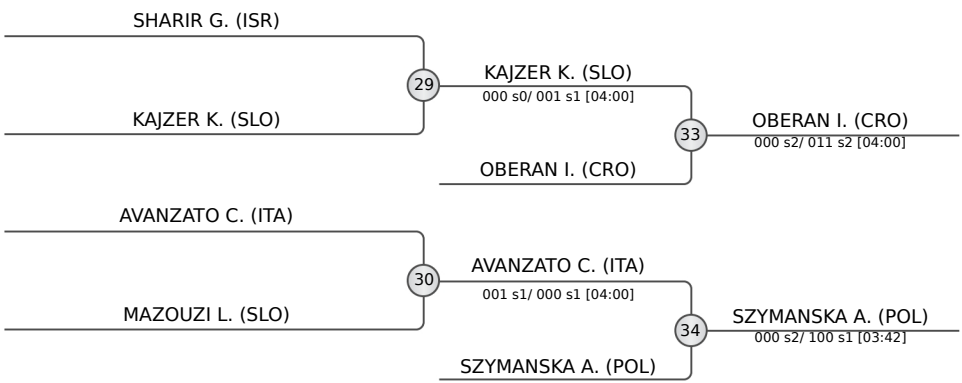 SHARIR G. (ISR)
29
KAJZER K. (SLO)
KAJZER K. (SLO)
000 s0/ 001 s1 [04:00]
33
OBERAN I. (CRO)
OBERAN I. (CRO)
000 s2/ 011 s2 [04:00]
AVANZATO C. (ITA)
30
MAZOUZI L. (SLO)
AVANZATO C. (ITA)
001 s1/ 000 s1 [04:00]
34
SZYMANSKA A. (POL)
SZYMANSKA A. (POL)
000 s2/ 100 s1 [03:42]